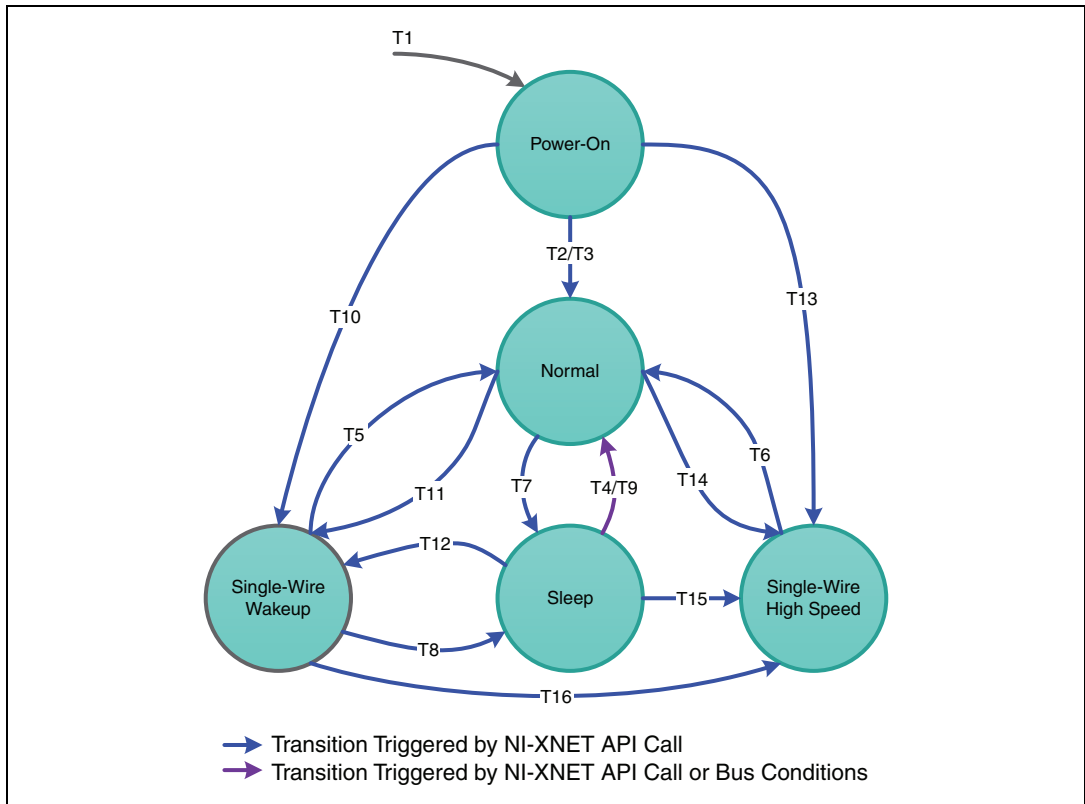 T1
Power-On
T2/T3
T13
T10
Normal
T5
T6
T14
T7
T4/T9
T11
T12
Single-Wire
Wakeup
Sleep
T15
Single-Wire
High Speed
T8
T16
Transition Triggered by NI-XNET API Call
Transition Triggered by NI-XNET API Call or Bus Conditions